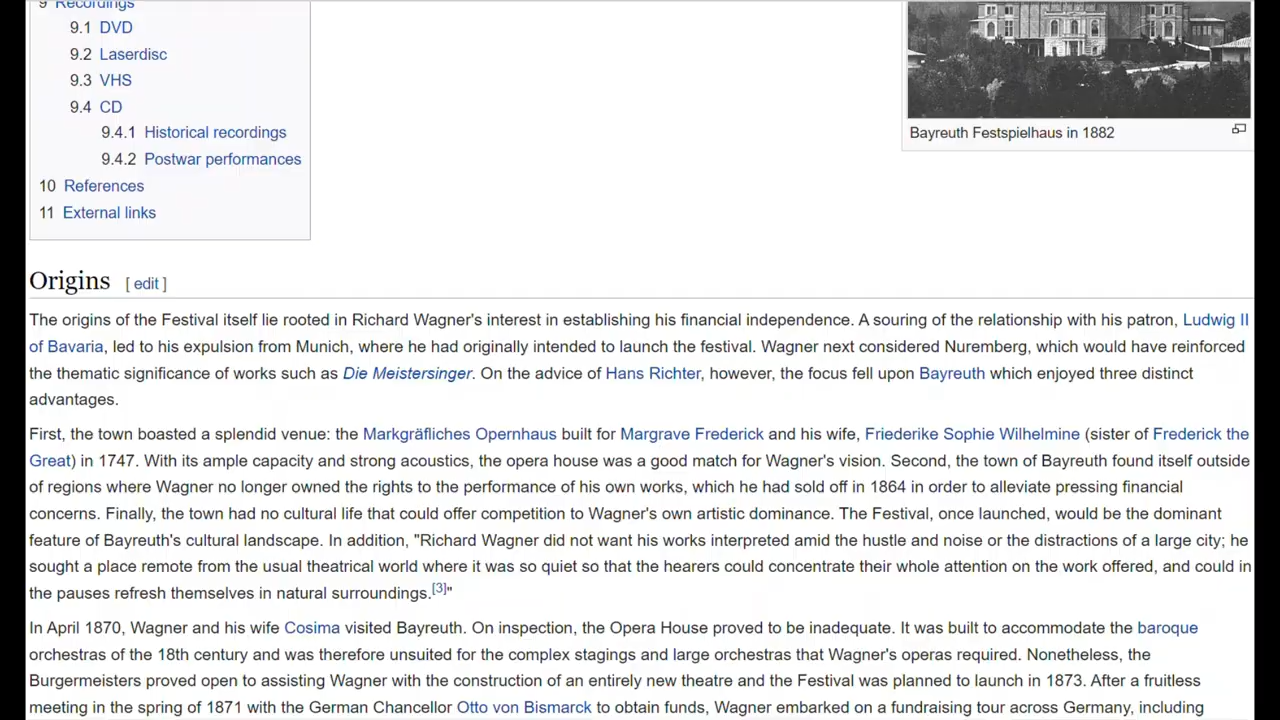 9 Recordings
9.1 DVD
9.2 Laserdisc
9.3 VHS
9.4 CD
9.4.1 Historical recordings
9.4.2 Postwar performances
10 References
11 External links
Bayreuth Festspielhaus in 1882
Origins [ edit ]
The origins of the Festival itself lie rooted in Richard Wagner's interest in establishing his financial independence. A souring of the relationship with his patron, Ludwig II
of Bavaria, led to his expulsion from Munich, where he had originally intended to launch the festival. Wagner next considered Nuremberg, which would have reinforced
the thematic significance of works such as Die Meistersinger. On the advice of Hans Richter, however, the focus fell upon Bayreuth which enjoyed three distinct
advantages.
First, the town boasted a splendid venue: the Markgräfliches Opernhaus built for Margrave Frederick and his wife, Friederike Sophie Wilhelmine (sister of Frederick the
Great) in 1747. With its ample capacity and strong acoustics, the opera house was a good match for Wagner's vision. Second, the town of Bayreuth found itself outside
of regions where Wagner no longer owned the rights to the performance of his own works, which he had sold off in 1864 in order to alleviate pressing financial
concerns. Finally, the town had no cultural life that could offer competition to Wagner's own artistic dominance. The Festival, once launched, would be the dominant
feature of Bayreuth's cultural landscape. In addition, "Richard Wagner did not want his works interpreted amid the hustle and noise or the distractions of a large city; he
sought a place remote from the usual theatrical world where it was so quiet so that the hearers could concentrate their whole attention on the work offered, and could in
the pauses refresh themselves in natural surroundings.[3]"
In April 1870, Wagner and his wife Cosima visited Bayreuth. On inspection, the Opera House proved to be inadequate. It was built to accommodate the baroque
orchestras of the 18th century and was therefore unsuited for the complex stagings and large orchestras that Wagner's operas required. Nonetheless, the
Burgermeisters proved open to assisting Wagner with the construction of an entirely new theatre and the Festival was planned to launch in 1873. After a fruitless
meeting in the spring of 1871 with the German Chancellor Otto von Bismarck to obtain funds, Wagner embarked on a fundraising tour across Germany, including